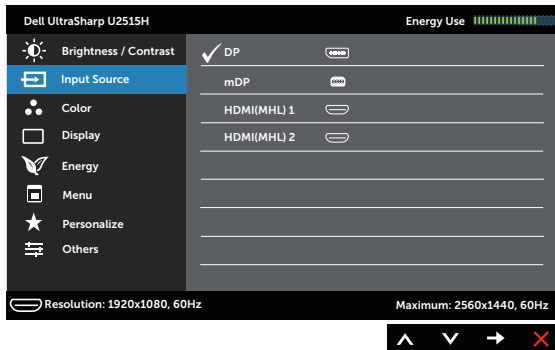 Dell UltraSharp U2515H
Energy Use
Brightness / Contrast
Input Source
Color
Display
Energy
Menu
Personalize
Others
DP
mDP
HDMI(MHL) 1
HDMI(MHL) 2
Resolution: 1920x1080, 60Hz
Maximum: 2560x1440, 60Hz